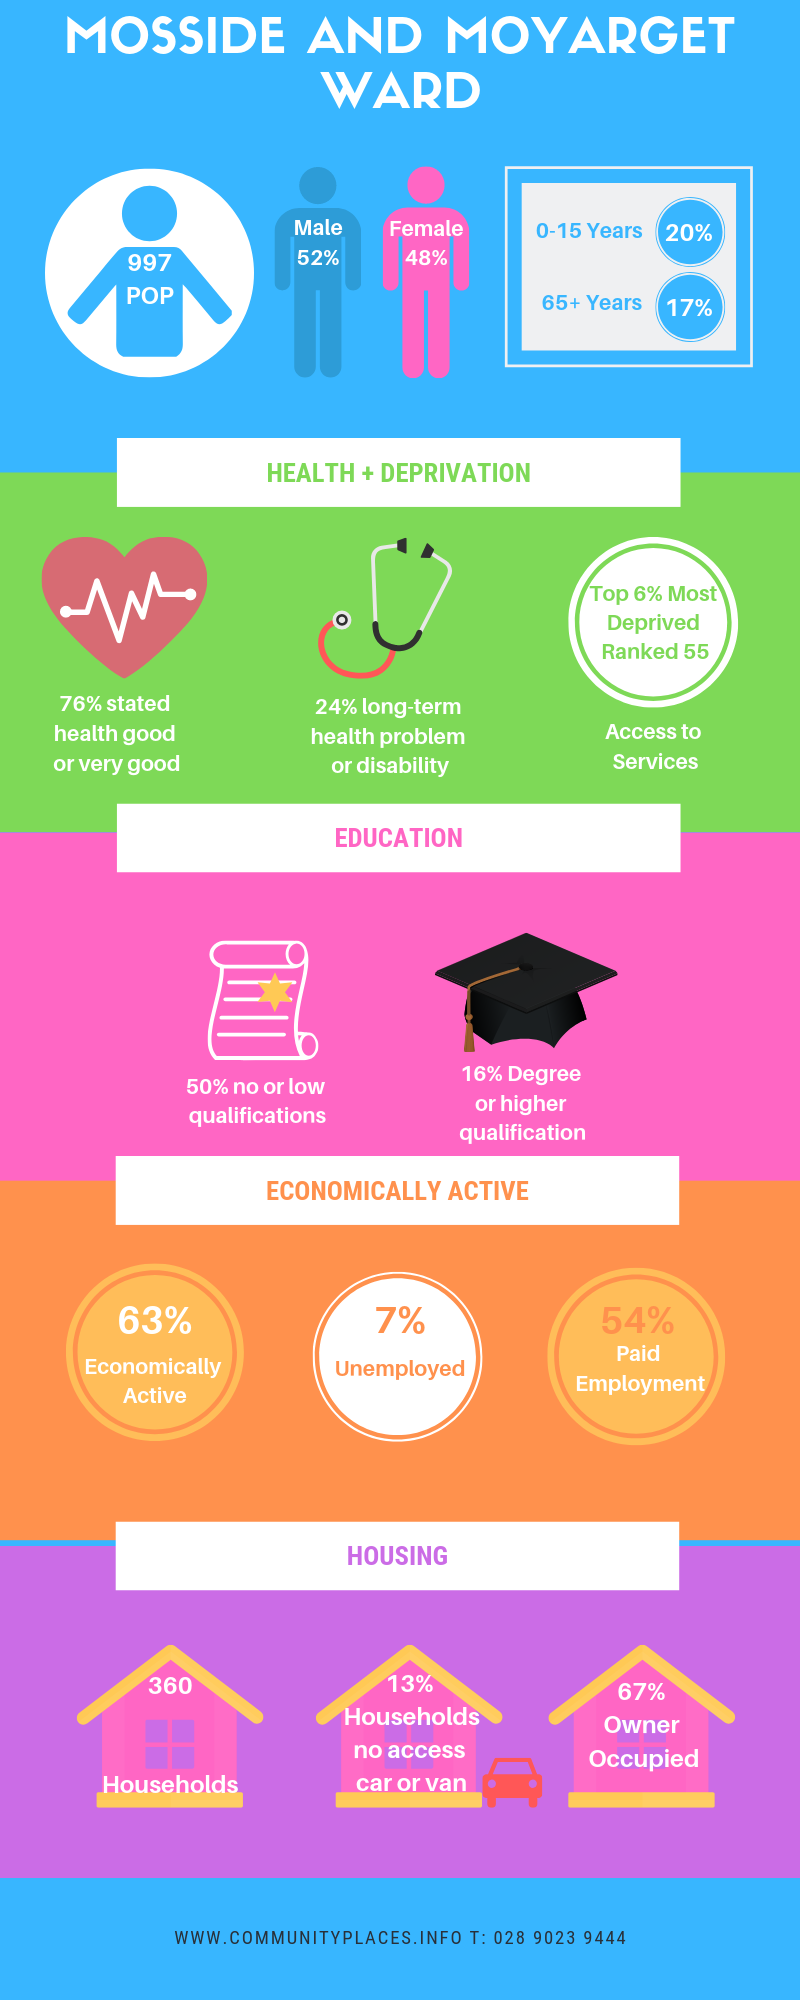 MOSSIDE AND MOYARGET
WARD
997
POP
Male
52%
Female
48%
0-15 Years
20%
65+ Years
17%
HEALTH + DEPRIVATION
76% stated
health good
or very good
24% long-term
health problem
or disability
Top 6% Most
Deprived
Ranked 55
Access to
Services
EDUCATION
50% no or low
qualifications
16% Degree
or higher
qualification
ECONOMICALLY ACTIVE
63%
Economically
Active
7%
Unemployed
54%
Paid
Employment
HOUSING
360
Households
13%
Households
no access
car or van
67%
Owner
Occupied
WWW.COMMUNITYPLACES.INFO T: 028 9023 9444